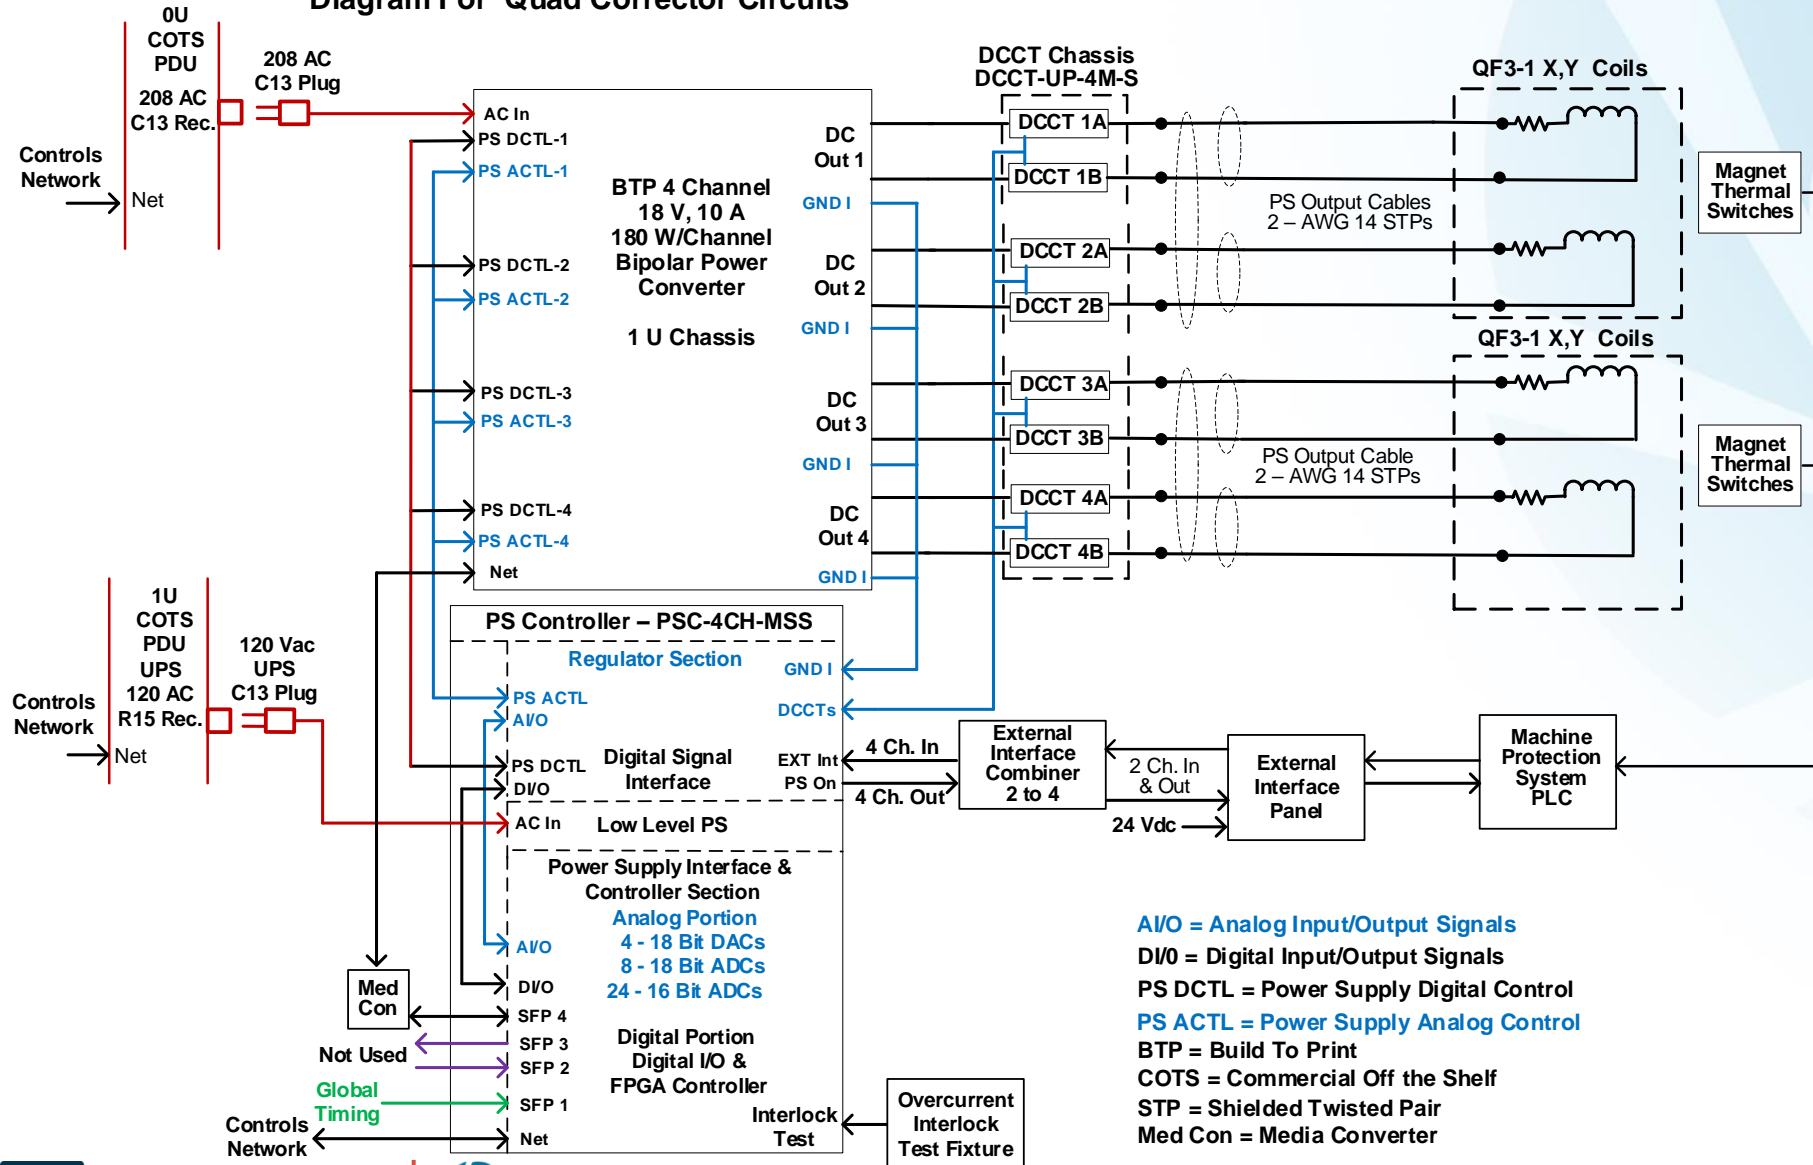 Diagram For Quad Corrector Circuits
0U
COTS
PDU
208 AC
C13 Rec.
208 AC
C13 Plug
Controls
Network
Net
AC In
PS DCTL-1
PS ACTL-1
PS DCTL-2
PS ACTL-2
PS DCTL-3
PS ACTL-3
PS DCTL-4
PS ACTL-4
Net
BTP 4 Channel
18 V, 10 A
180 W/Channel
Bipolar Power
Converter
1 U Chassis
DC
Out 1
GND I
DC
Out 2
GND I
DC
Out 3
GND I
DC
Out 4
GND I
DCCT Chassis
DCCT-UP-4M-S
DCCT 1A
DCCT 1B
DCCT 2A
DCCT 2B
DCCT 3A
DCCT 3B
DCCT 4A
DCCT 4B
PS Output Cables
2 – AWG 14 STPs
PS Output Cable
2 – AWG 14 STPs
QF3-1 X,Y Coils
QF3-1 X,Y Coils
Magnet
Thermal
Switches
Magnet
Thermal
Switches
1U
COTS
PDU
UPS
120 AC
R15 Rec.
120 Vac
UPS
C13 Plug
Controls
Network
Net
PS Controller – PSC-4CH-MSS
Regulator Section
GND I
PS ACTL
AI/O
DCCTs
PS DCTL
DI/O
Digital Signal
Interface
EXT Int
PS On
AC In
Low Level PS
Power Supply Interface &
Controller Section
Analog Portion
4 - 18 Bit DACs
8 - 18 Bit ADCs
24 - 16 Bit ADCs
AI/O
DI/O
SFP 4
SFP 3
SFP 2
SFP 1
Net
Digital Portion
Digital I/O &
FPGA Controller
Interlock
Test
Med
Con
Not Used
Global
Timing
Controls
Network
4 Ch. In
4 Ch. Out
External
Interface
Combiner
2 to 4
2 Ch. In
& Out
24 Vdc
External
Interface
Panel
Machine
Protection
System
PLC
Overcurrent
Interlock
Test Fixture
AI/O = Analog Input/Output Signals
DI/0 = Digital Input/Output Signals
PS DCTL = Power Supply Digital Control
PS ACTL = Power Supply Analog Control
BTP = Build To Print
COTS = Commercial Off the Shelf
STP = Shielded Twisted Pair
Med Con = Media Converter